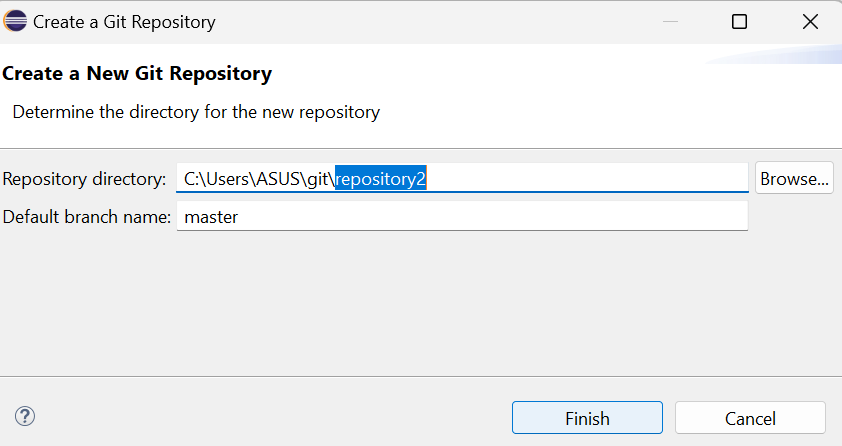 Create a Git Repository
Create a New Git Repository
Determine the directory for the new repository
Repository directory: C:\Users\ASUS\git\repository2 Browse...
Default branch name: master
? Finish Cancel